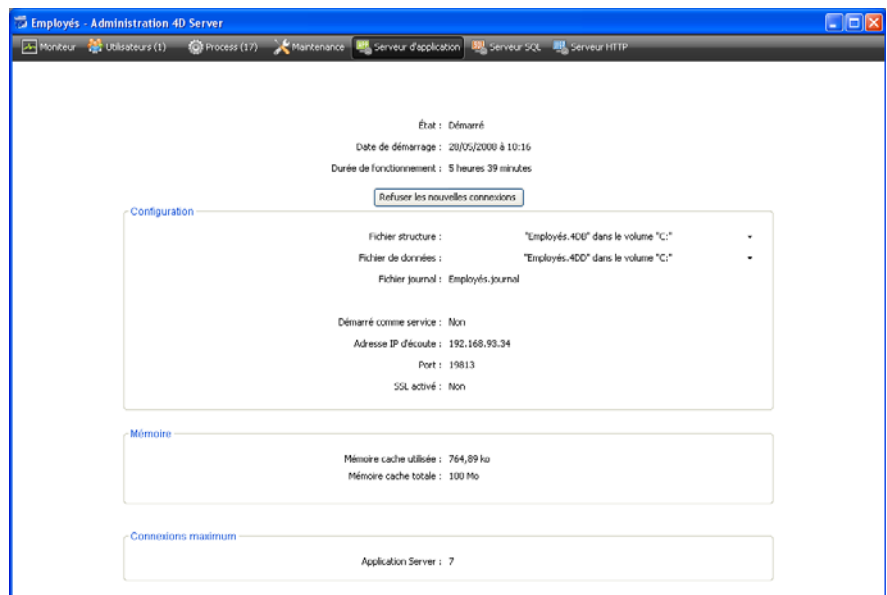 Employés - Administration 4D Server
Moniteur Utilisateurs (1) Process (17) Maintenance Serveur d'application Serveur SQL Serveur HTTP
État : Démarré
Date de démarrage : 28/05/2008 à 10:16
Durée de fonctionnement : 5 heures 39 minutes
Refuser les nouvelles connexions
Configuration
Fichier structure : "Employés.4DB" dans le volume "C:"
Fichier de données : "Employés.4DD" dans le volume "C:"
Fichier journal : Employés.journal
Démarré comme service : Non
Adresse IP d'écoute : 192.168.93.34
Port : 19813
SSL activé : Non
Mémoire
Mémoire cache utilisée : 764,89 ko
Mémoire cache totale : 100 Mo
Connexions maximum
Application Server : 7